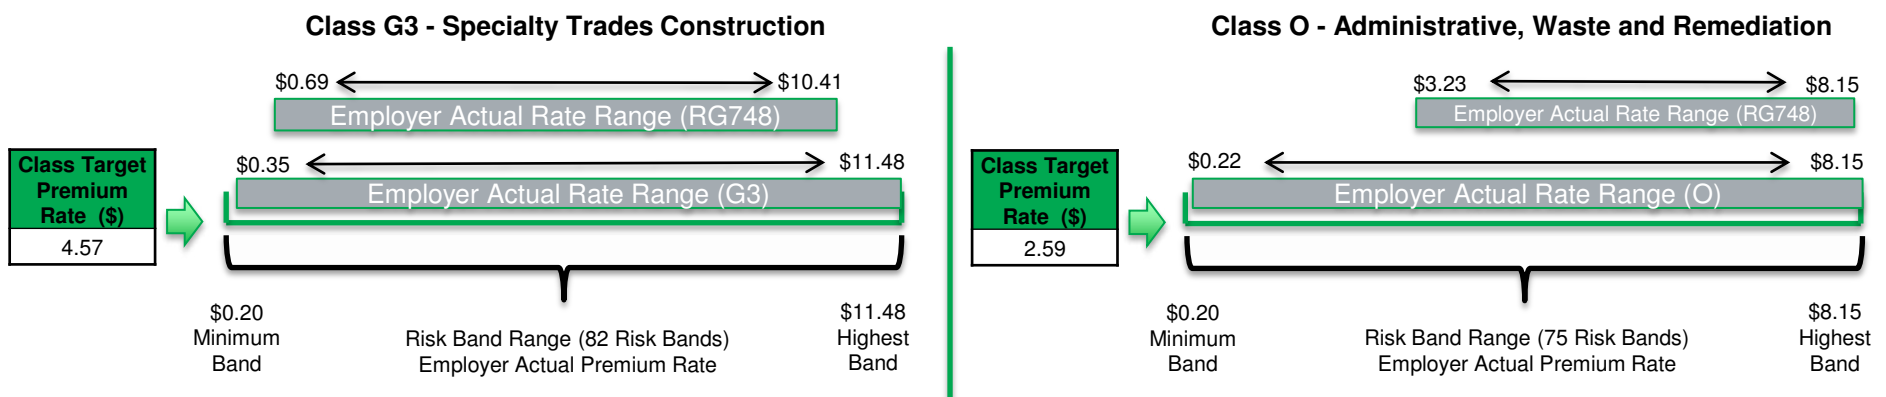 Class G3 - Specialty Trades Construction
$0.69
$10.41
Employer Actual Rate Range (RG748)
$0.35
$11.48
Employer Actual Rate Range (G3)
Class Target
Premium
Rate ($)
4.57
$0.20
Minimum
Band
Risk Band Range (82 Risk Bands)
Employer Actual Premium Rate
$11.48
Highest
Band
Class O - Administrative, Waste and Remediation
$3.23
$8.15
Employer Actual Rate Range (RG748)
$0.22
$8.15
Employer Actual Rate Range (O)
Class Target
Premium
Rate ($)
2.59
$0.20
Minimum
Band
Risk Band Range (75 Risk Bands)
Employer Actual Premium Rate
$8.15
Highest
Band